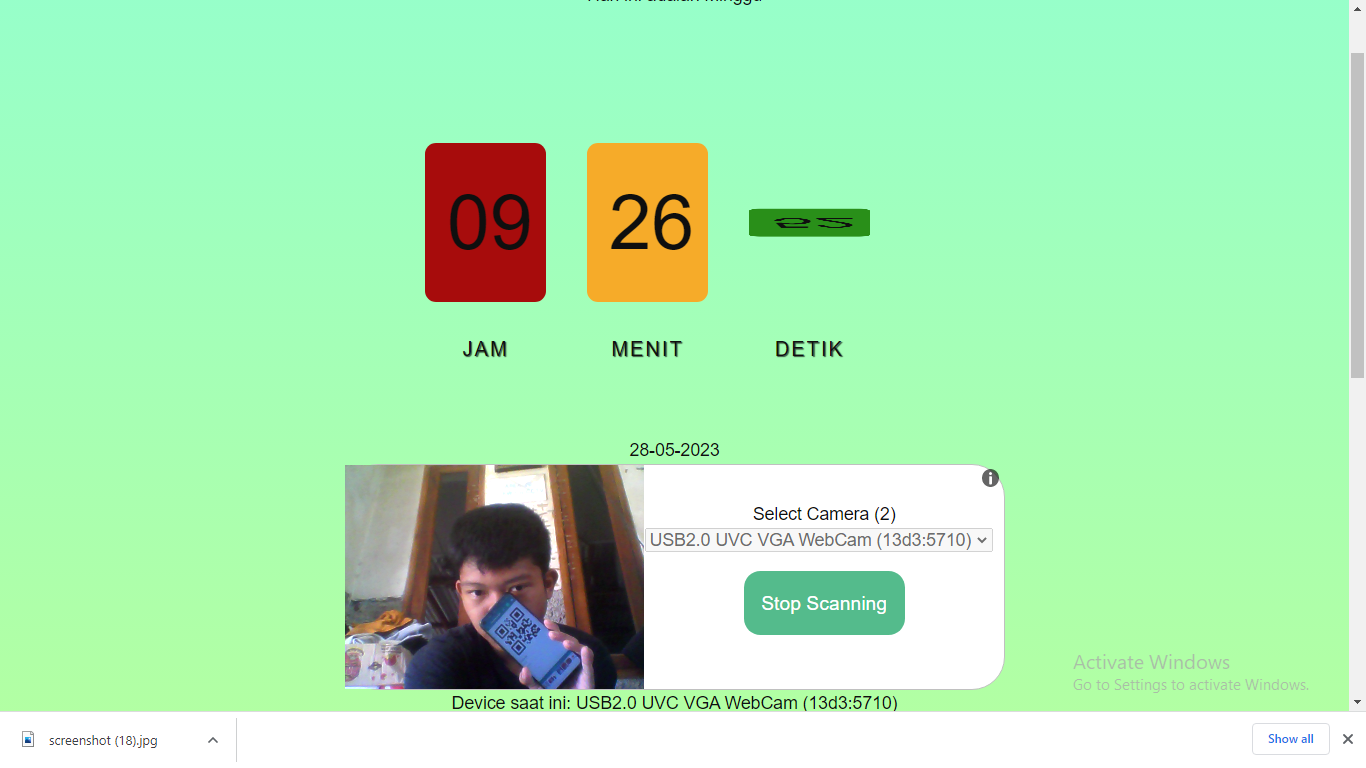 09
26
25
JAM
MENIT
DETIK
28-05-2023
Select Camera (2)
USB2.0 UVC VGA WebCam (13d3:5710)
Stop Scanning
Device saat ini: USB2.0 UVC VGA WebCam (13d3:5710)
Activate Windows
Go to Settings to activate Windows.
screenshot (18).jpg
Show all